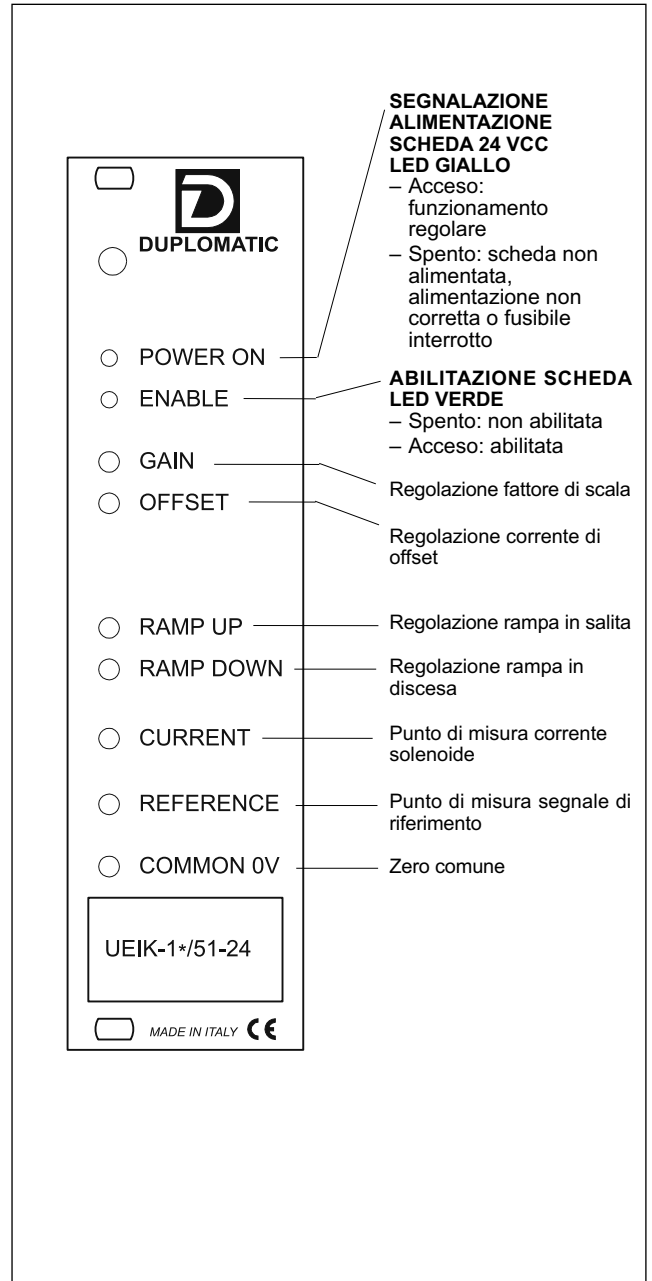 SEGNALAZIONE
ALIMENTAZIONE
SCHEDA 24 VCC
LED GIALLO
– Acceso:
funzionamento
regolare
– Spento: scheda non
alimentata,
alimentazione non
corretta o fusibile
interrotto
DUPLOMATIC
POWER ON
ENABLE
ABILITAZIONE SCHEDA
LED VERDE
– Spento: non abilitata
– Acceso: abilitata
GAIN
Regolazione fattore di scala
OFFSET
Regolazione corrente di
offset
RAMP UP
Regolazione rampa in salita
RAMP DOWN
Regolazione rampa in
discesa
CURRENT
Punto di misura corrente
solenoide
REFERENCE
Punto di misura segnale di
riferimento
COMMON 0V
Zero comune
UEIK-1*/51-24
MADE IN ITALY CE